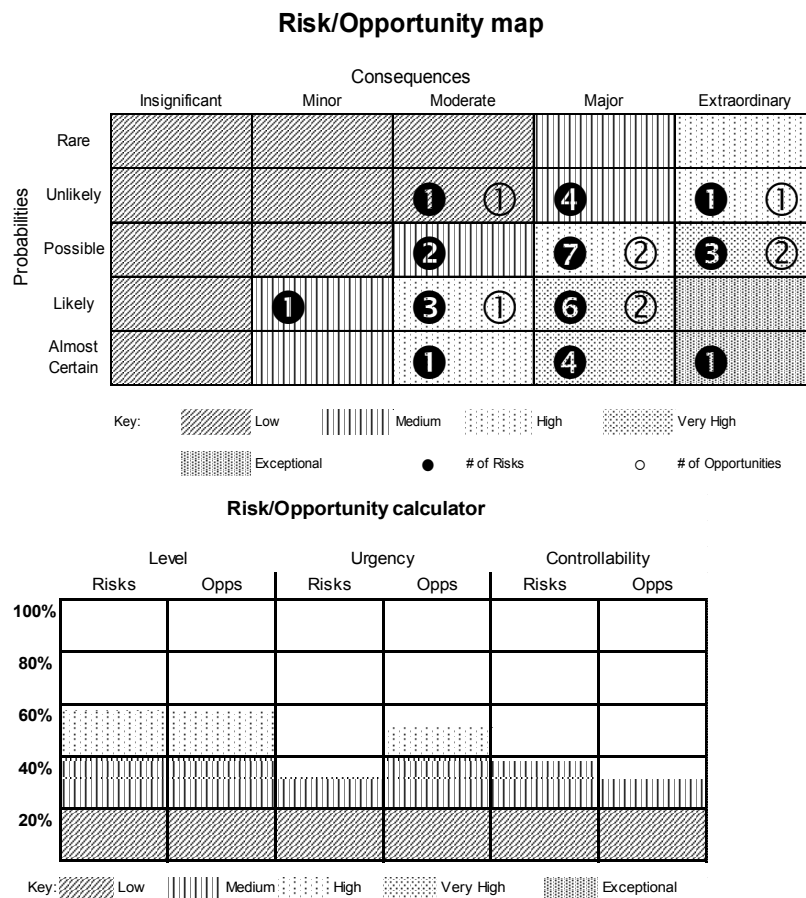 Risk/Opportunity map
Consequences
Insignificant Minor Moderate Major Extraordinary
Probabilities
Rare
Unlikely 1 1 4 1 1
Possible 2 7 2 3 2
Likely 1 3 1 6 2
Almost
Certain 1 4 1
Key: Low Medium High Very High
Exceptional # of Risks # of Opportunities
Risk/Opportunity calculator
Level Urgency Controllability
Risks Opps Risks Opps Risks Opps
100%
80%
60%
40%
20%
Key: Low Medium High Very High Exceptional